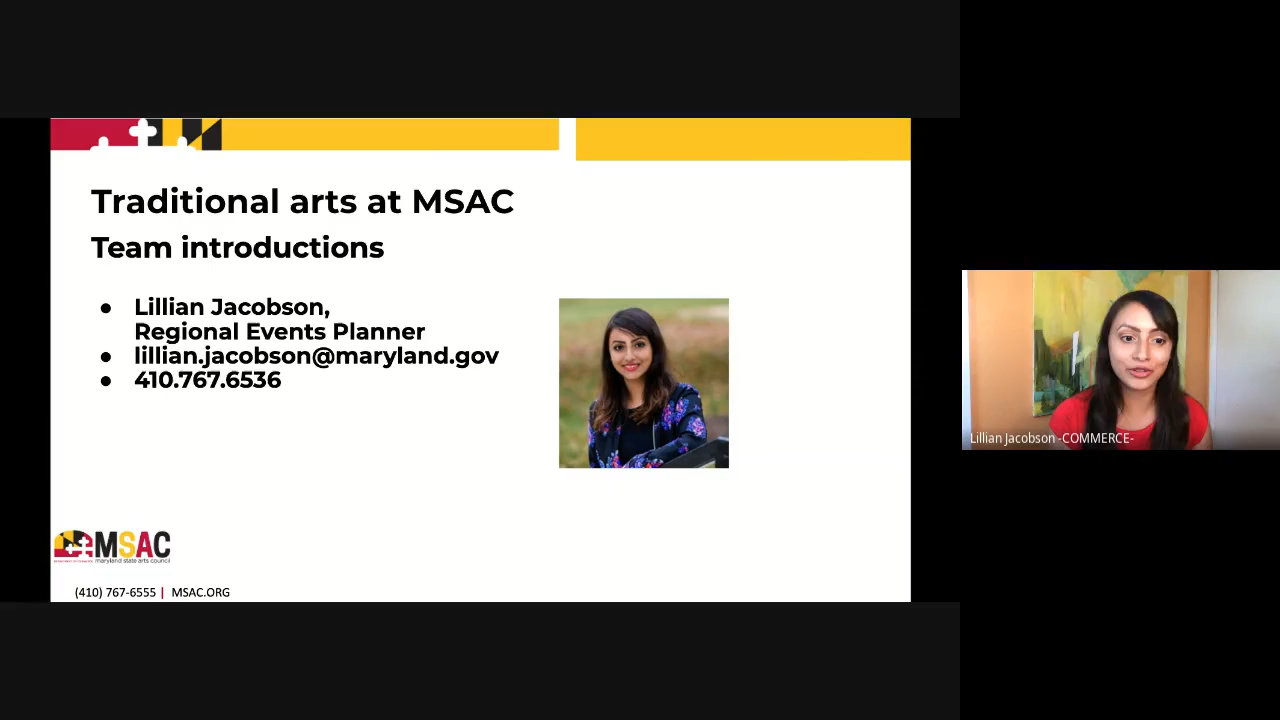 Traditional arts at MSAC
Team introductions
● Lillian Jacobson,
Regional Events Planner
● lillian.jacobson@maryland.gov
● 410.767.6536
MSAC
maryland state arts council
(410) 767-6555 | MSAC.ORG
Lillian Jacobson -COMMERCE-